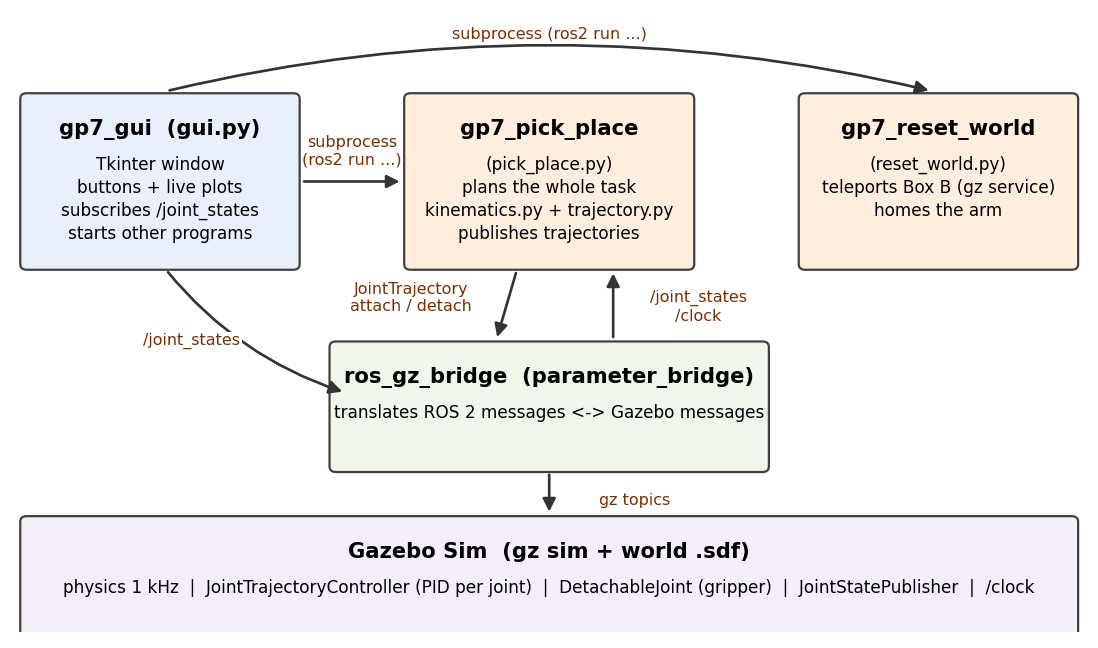 subprocess (ros2 run ...)
gp7_gui  (gui.py)
Tkinter window
buttons + live plots
subscribes /joint_states
starts other programs
subprocess
(ros2 run ...)
gp7_pick_place
(pick_place.py)
plans the whole task
kinematics.py + trajectory.py
publishes trajectories
gp7_reset_world
(reset_world.py)
teleports Box B (gz service)
homes the arm
JointTrajectory
attach / detach
/joint_states
/clock
/joint_states
ros_gz_bridge  (parameter_bridge)
translates ROS 2 messages <-> Gazebo messages
gz topics
Gazebo Sim  (gz sim + world .sdf)
physics 1 kHz  |  JointTrajectoryController (PID per joint)  |  DetachableJoint (gripper)  |  JointStatePublisher  |  /clock